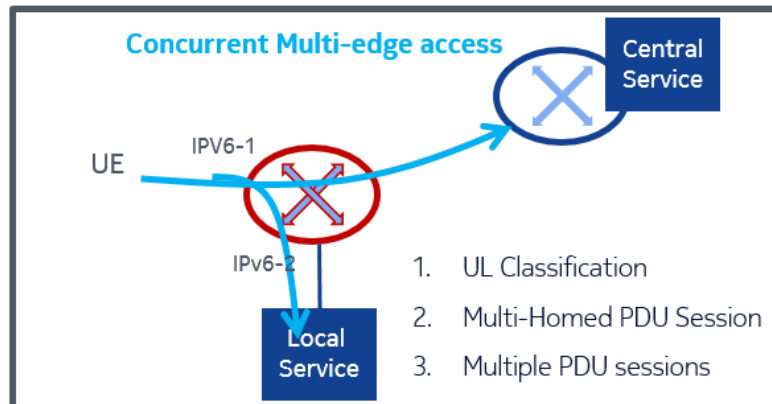 Concurrent Multi-edge access
Central
Service
IPV6-1
UE
IPv6-2
Local
Service
1. UL Classification
2. Multi-Homed PDU Session
3. Multiple PDU sessions